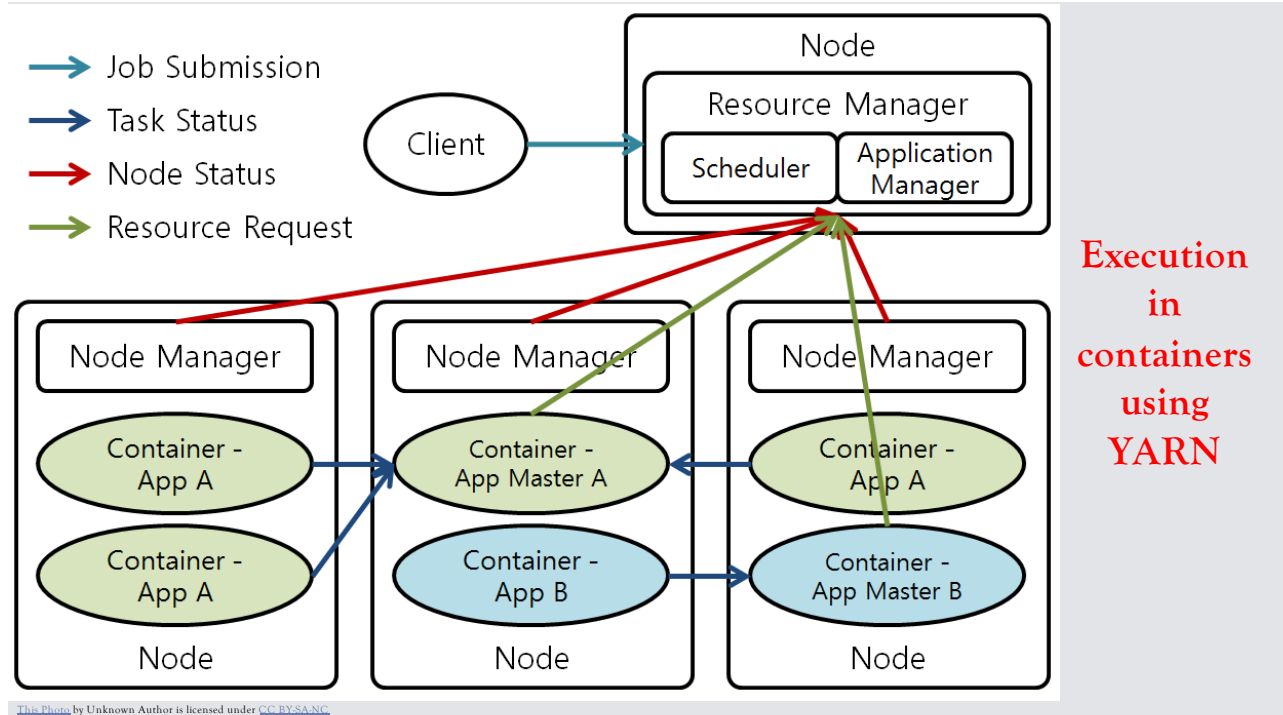 Job Submission
Task Status
Node Status
Resource Request
Client
Node
Resource Manager
Scheduler
Application
Manager
Node Manager
Container -
App A
Container -
App A
Node
Node Manager
Container -
App Master A
Container -
App B
Node
Node Manager
Container -
App A
Container -
App Master B
Node
Execution
in
containers
using
YARN
This Photo by Unknown Author is licensed under CC BY-SA-NC